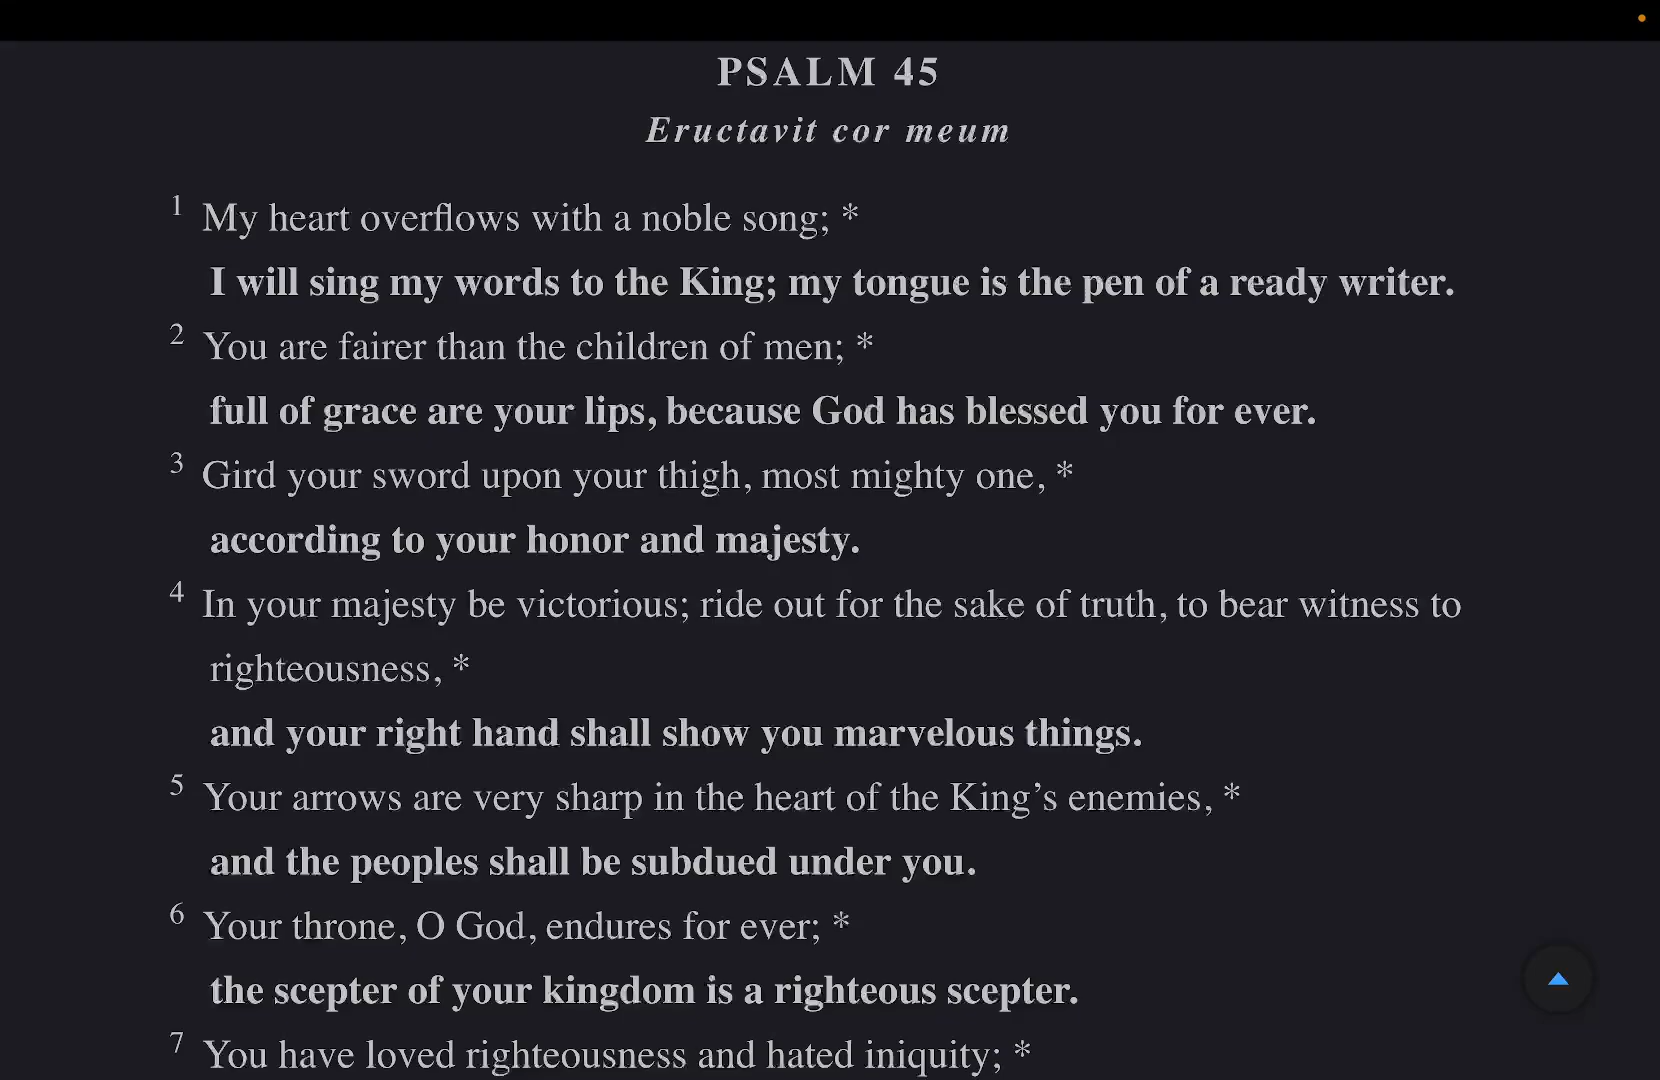 PSALM 45
Eructavit cor meum
1 My heart overflows with a noble song; *
I will sing my words to the King; my tongue is the pen of a ready writer.
2 You are fairer than the children of men; *
full of grace are your lips, because God has blessed you for ever.
3 Gird your sword upon your thigh, most mighty one, *
according to your honor and majesty.
4 In your majesty be victorious; ride out for the sake of truth, to bear witness to
righteousness, *
and your right hand shall show you marvelous things.
5 Your arrows are very sharp in the heart of the King’s enemies, *
and the peoples shall be subdued under you.
6 Your throne, O God, endures for ever; *
the scepter of your kingdom is a righteous scepter.
7 You have loved righteousness and hated iniquity; *